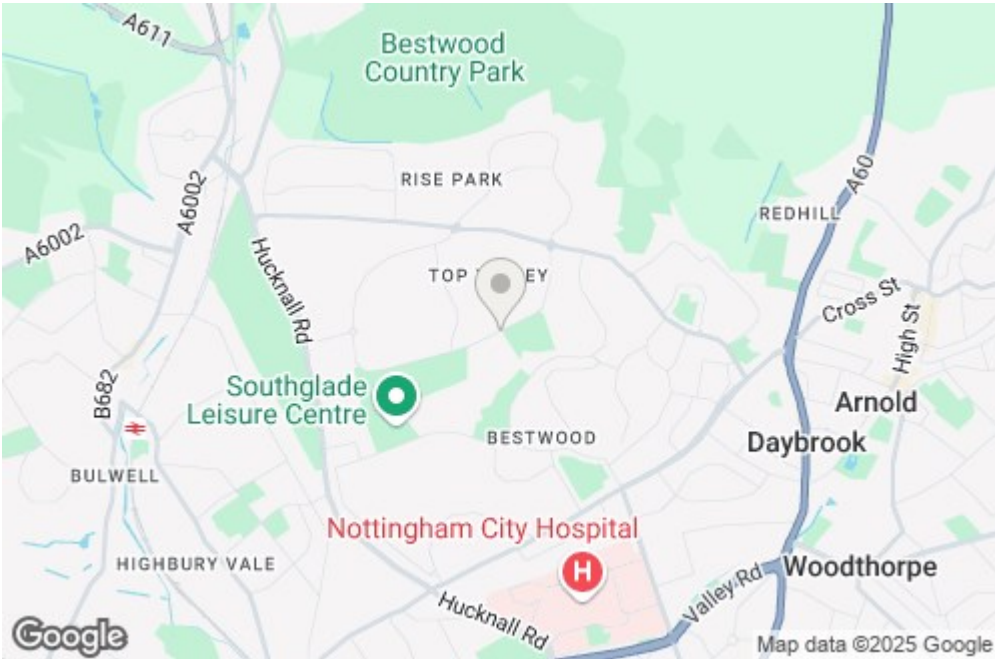 A611
Bestwood
Country Park
RISE PARK
A6002
A60
REDHILL
A6002
Hucknall Rd
TOP EY
Cross St
High St
Southglade
Leisure Centre
B682
Arnold
Daybrook
BESTWOOD
BULWELL
Nottingham City Hospital
H
HIGHBURY VALE
Woodthorpe
Valley Rd
Hucknall Rd
Google
Map data ©2025 Google